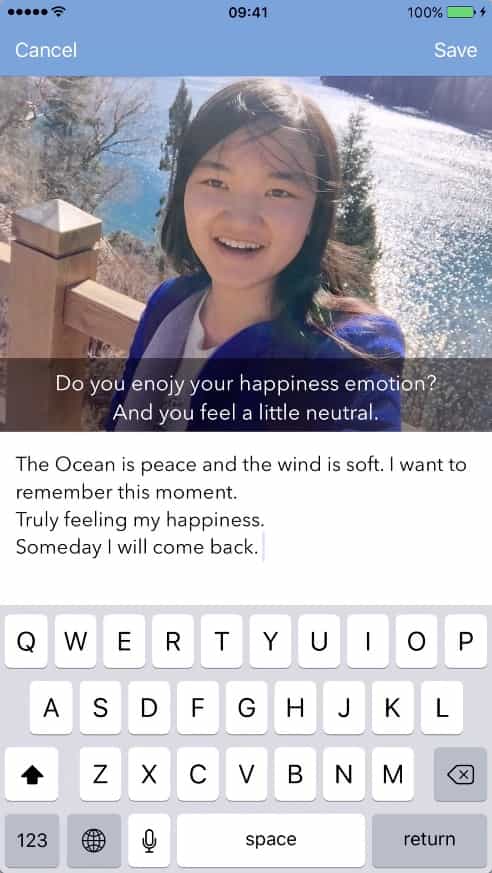 09:41
100%
Cancel
Save
Do you enojy your happiness emotion?
And you feel a little neutral.
The Ocean is peace and the wind is soft. I want to
remember this moment.
Truly feeling my happiness.
Someday I will come back.
Q W E R T Y U I O P
A S D F G H J K L
Z X C V B N M
123
space
return